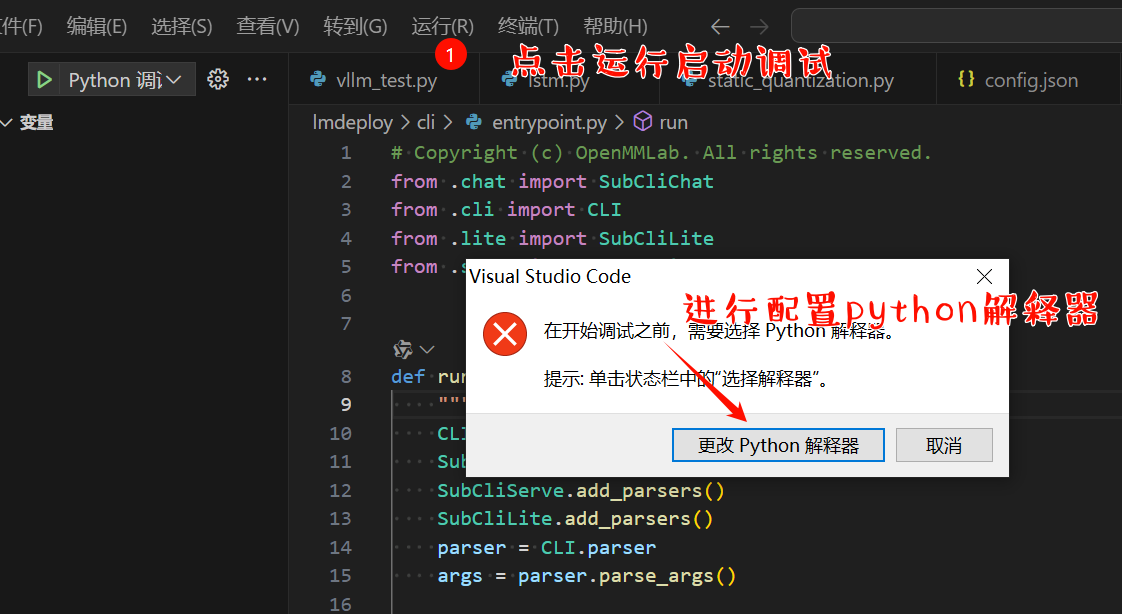 件(F) 编辑(E) 选择(S) 查看(V) 转到(G) 运行(R) 终端(T) 帮助(H)
1 点击运行启动调试
Python 调试
vllm_test.py lstm.py static_quantization.py {} config.json
变量
lmdeploy > cli > entrypoint.py > run
1 # Copyright (c) OpenMMLab. All rights reserved.
2 from .chat import SubCliChat
3 from .cli import CLI
4 from .lite import SubCliLite
5 from .s
Visual Studio Code
6
进行配置python解释器
7
在开始调试之前，需要选择 Python 解释器。
提示: 单击状态栏中的“选择解释器”。
8 def run
9 """
10 CLI
更改 Python 解释器 取消
11 Sub
12 SubCliServe.add_parsers()
13 SubCliLite.add_parsers()
14 parser = CLI.parser
15 args = parser.parse_args()
16